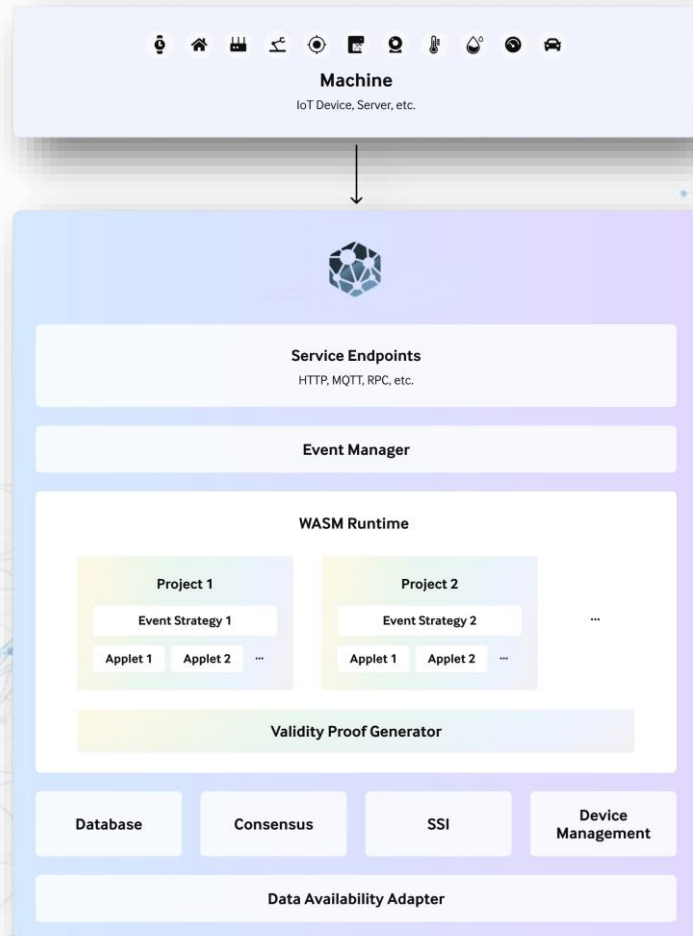 Machine
IoT Device, Server, etc.
Service Endpoints
HTTP, MQTT, RPC, etc.
Event Manager
WASM Runtime
Project 1
Event Strategy 1
Applet 1
Applet 2
...
Project 2
Event Strategy 2
Applet 1
Applet 2
...
...
Validity Proof Generator
Database
Consensus
SSI
Device
Management
Data Availability Adapter